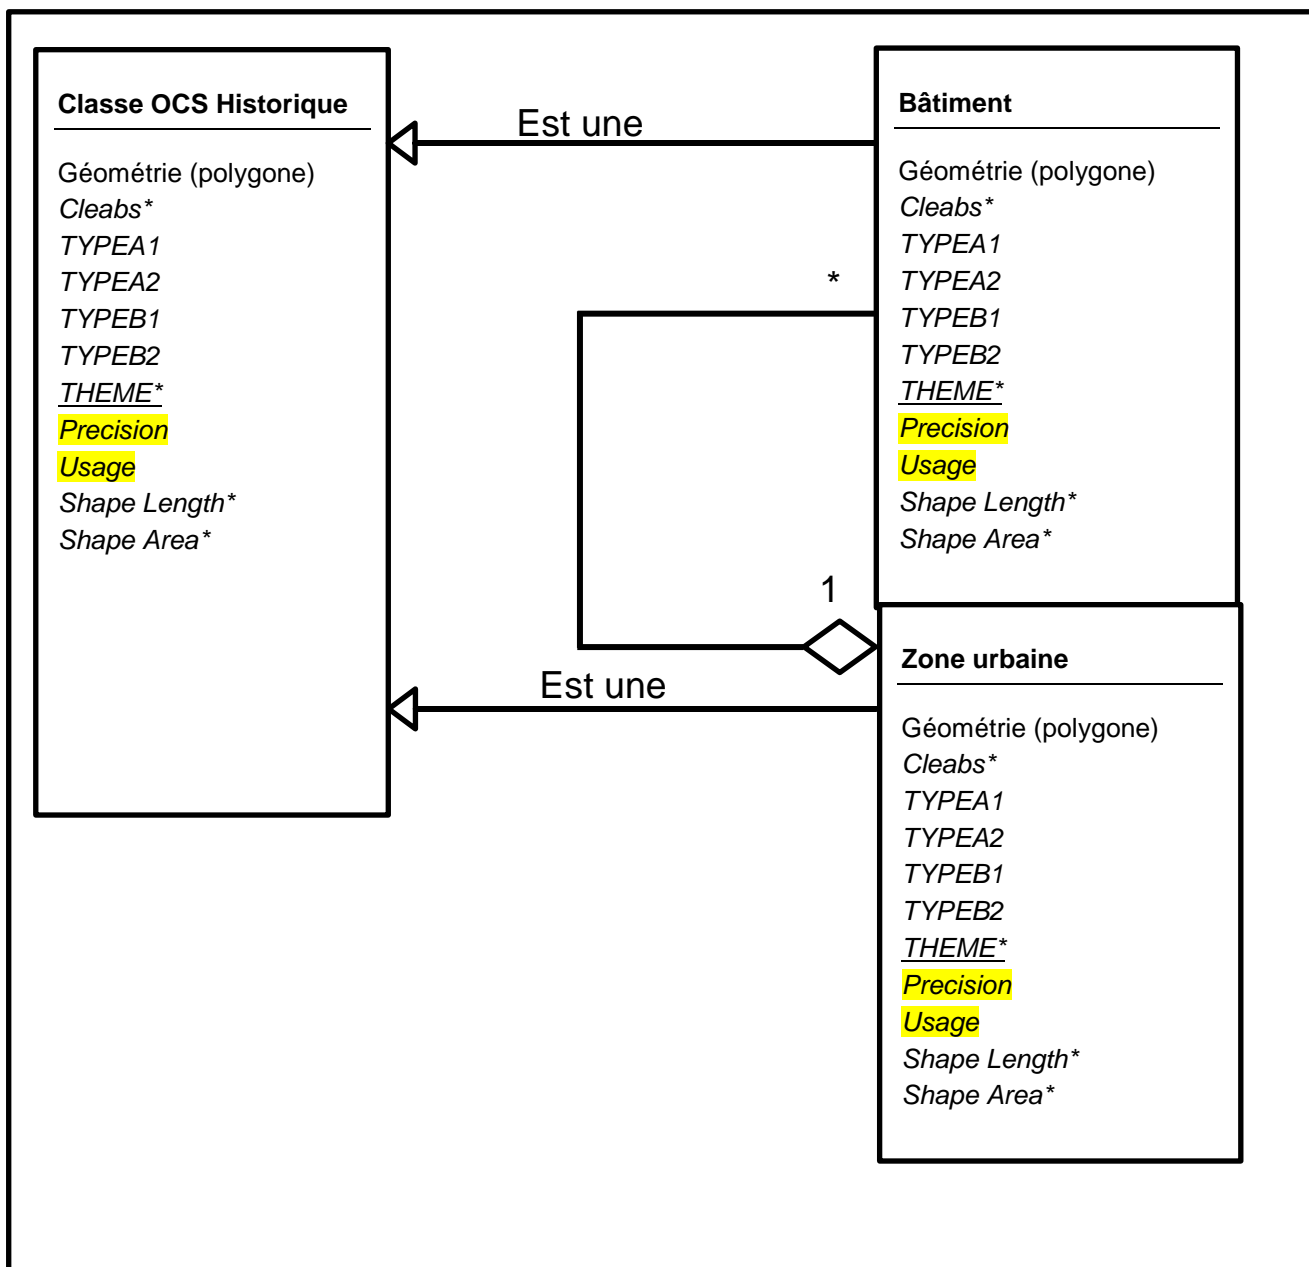 Classe OCS Historique
Géométrie (polygone)
Cleabs*
TYPEA1
TYPEA2
TYPEB1
TYPEB2
THEME*
Precision
Usage
Shape Length*
Shape Area*
Est une
Bâtiment
Géométrie (polygone)
Cleabs*
TYPEA1
TYPEA2
TYPEB1
TYPEB2
THEME*
Precision
Usage
Shape Length*
Shape Area*
*
1
Est une
Zone urbaine
Géométrie (polygone)
Cleabs*
TYPEA1
TYPEA2
TYPEB1
TYPEB2
THEME*
Precision
Usage
Shape Length*
Shape Area*